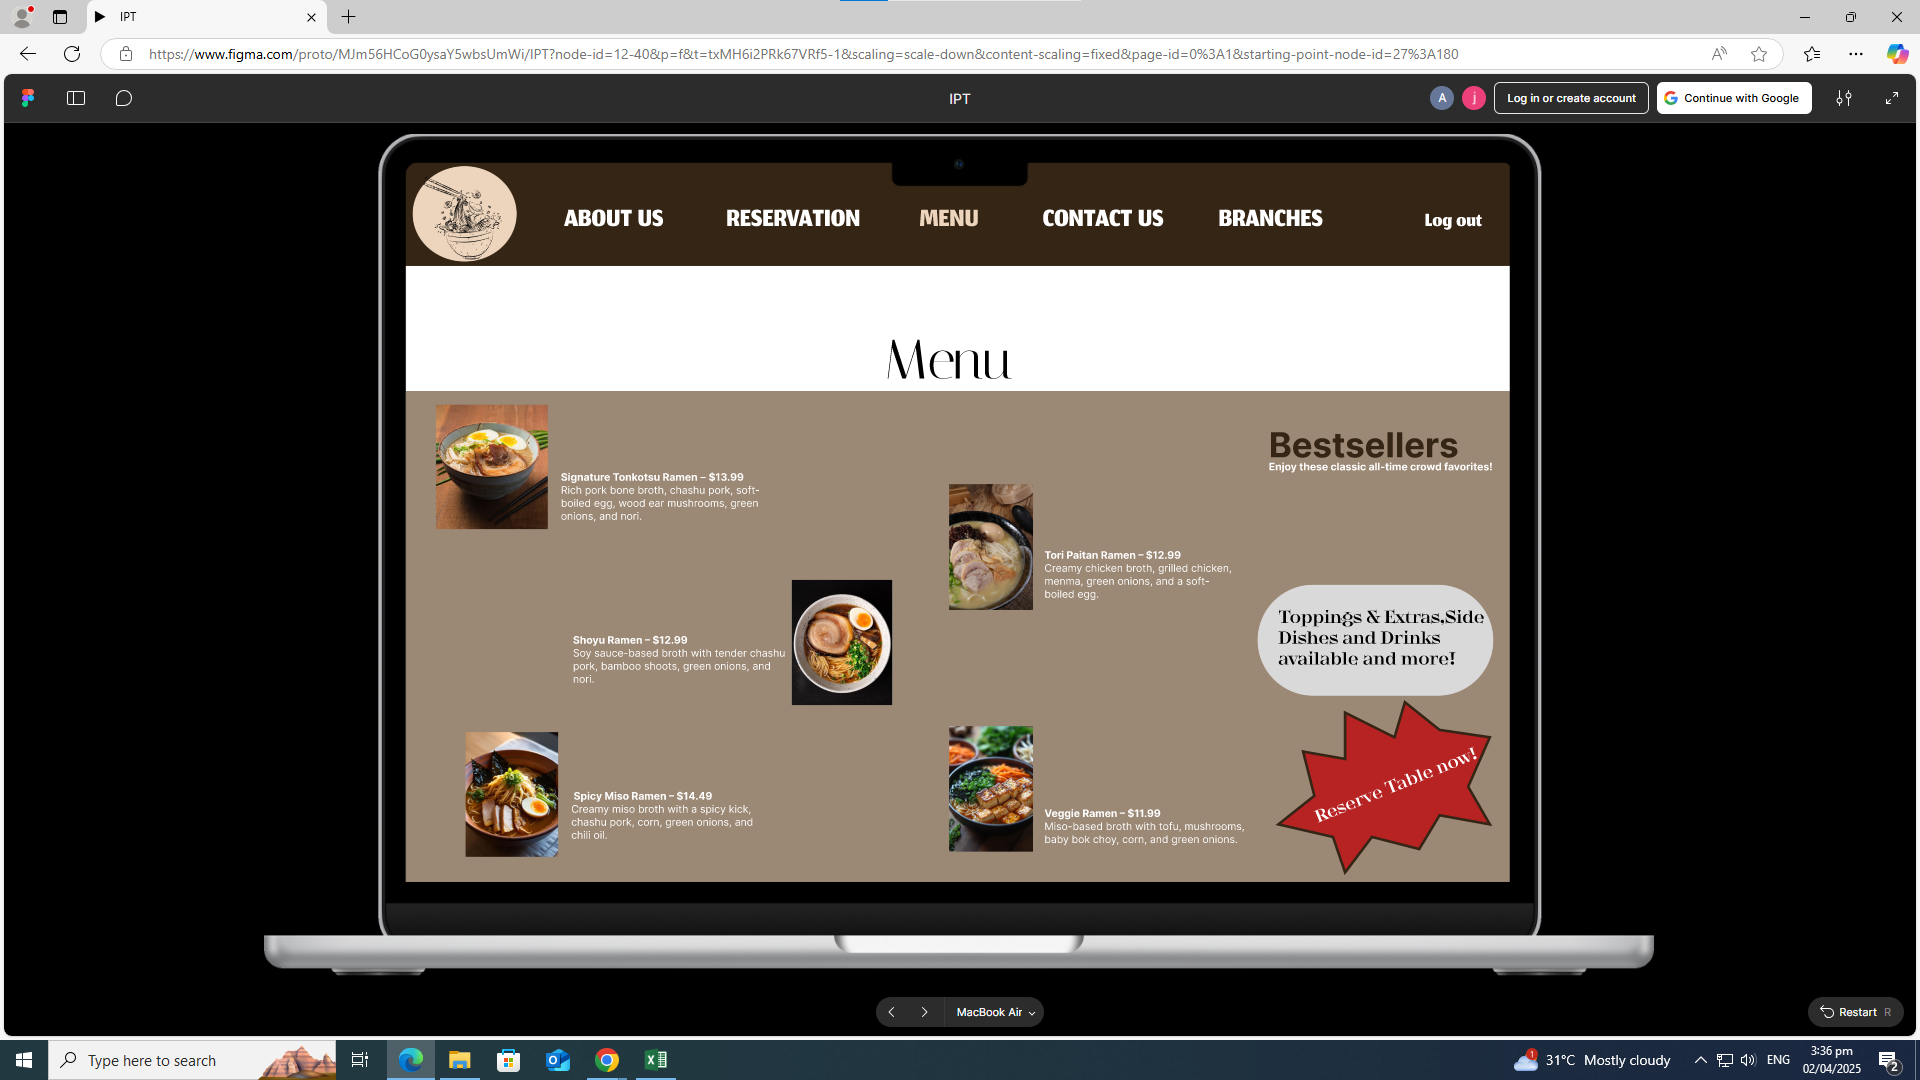 IPT
https://www.figma.com/proto/MJm56HCoG0ysaY5wbsUmWi/IPT?node-id=12-40&p=f&t=txMH6i2PRk67VRf5-1&scaling=scale-down&content-scaling=fixed&page-id=0%3A1&starting-point-node-id=27%3A180
IPT
A
j
Log in or create account
Continue with Google
ABOUT US
RESERVATION
MENU
CONTACT US
BRANCHES
Log out
Menu
Signature Tonkotsu Ramen – $13.99
Rich pork bone broth, chashu pork, soft-
boiled egg, wood ear mushrooms, green
onions, and nori.
Shoyu Ramen – $12.99
Soy sauce-based broth with tender chashu
pork, bamboo shoots, green onions, and
nori.
Spicy Miso Ramen – $14.49
Creamy miso broth with a spicy kick,
chashu pork, corn, green onions, and
chili oil.
Tori Paitan Ramen – $12.99
Creamy chicken broth, grilled chicken,
menma, green onions, and a soft-
boiled egg.
Veggie Ramen – $11.99
Miso-based broth with tofu, mushrooms,
baby bok choy, corn, and green onions.
Bestsellers
Enjoy these classic all-time crowd favorites!
Toppings & Extras,Side
Dishes and Drinks
available and more!
Reserve Table now!
MacBook Air
Restart R
Type here to search
1
31°C Mostly cloudy
ENG
3:36 pm
02/04/2025
2